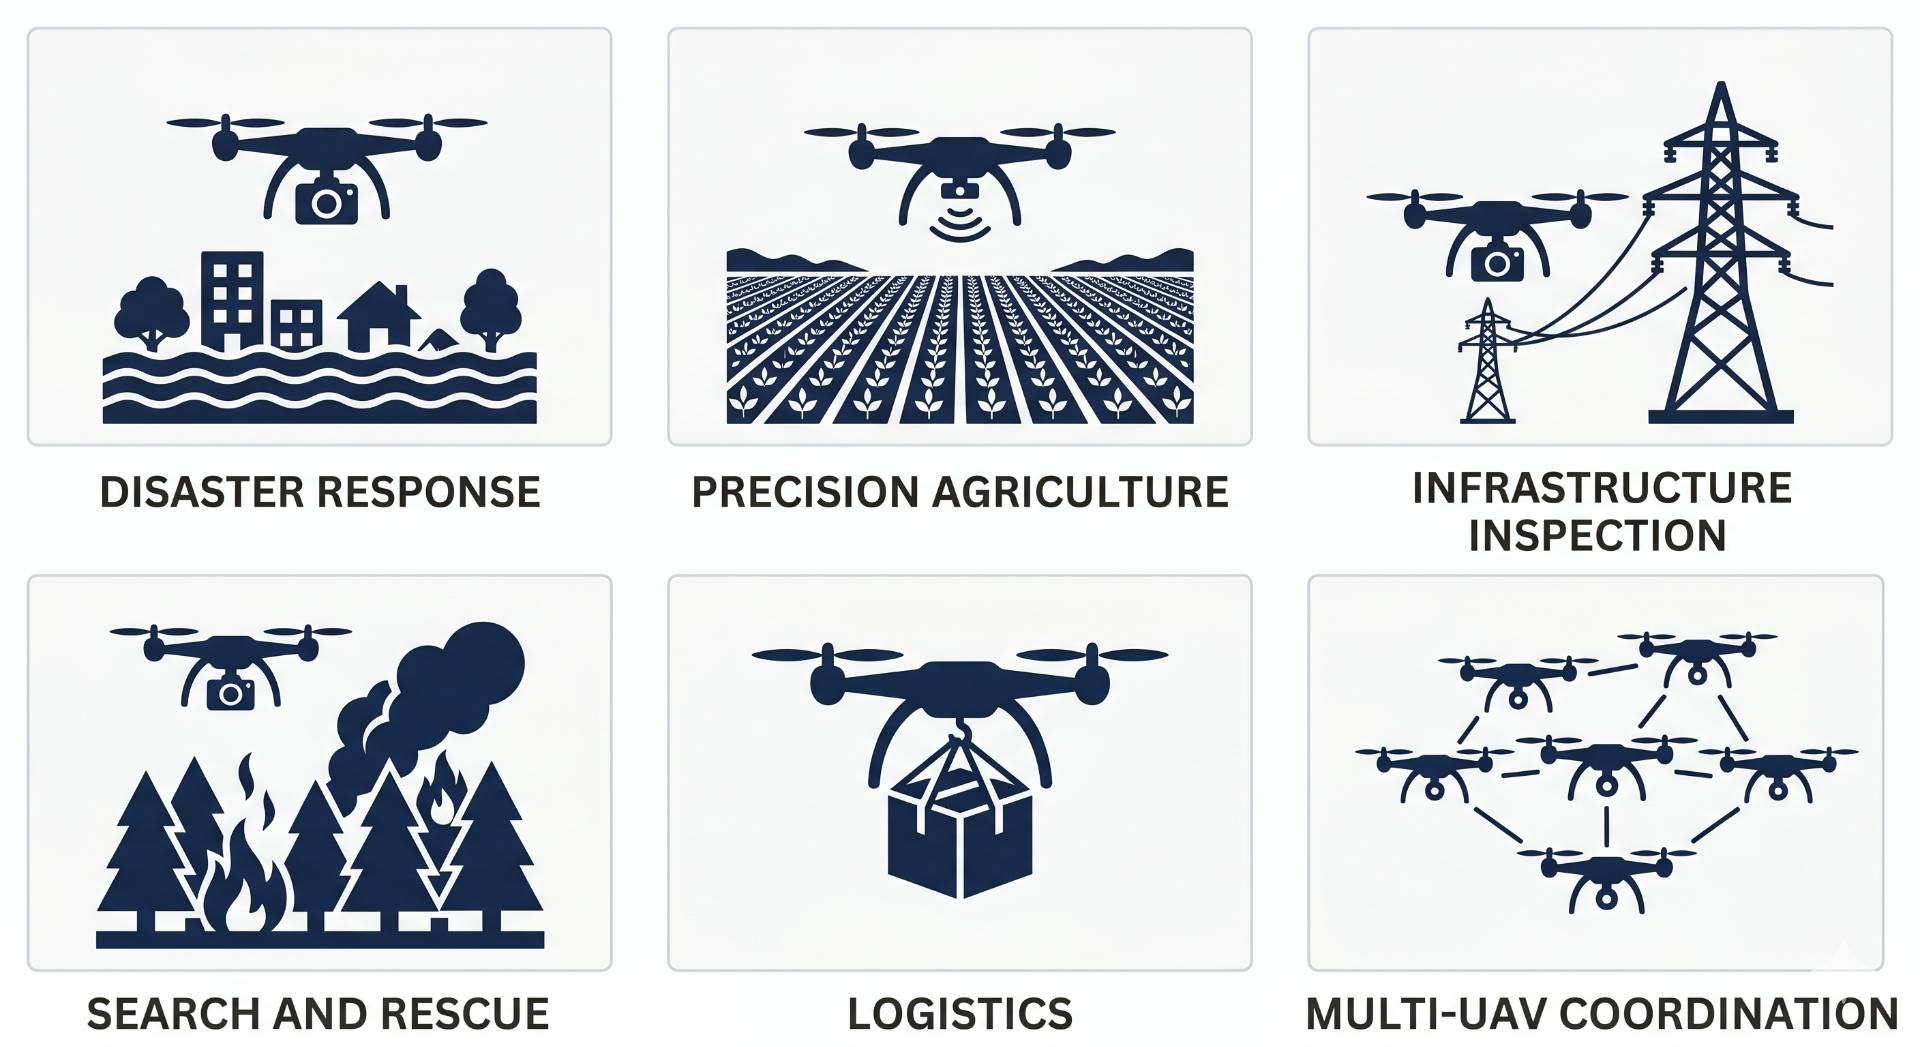 DISASTER RESPONSE
PRECISION AGRICULTURE
INFRASTRUCTURE
INSPECTION
SEARCH AND RESCUE
LOGISTICS
MULTI-UAV COORDINATION